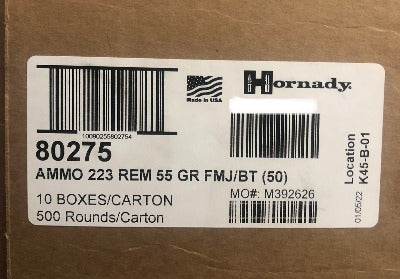 Made in USA
Hornady
10090255802754
80275
AMMO 223 REM 55 GR FMJ/BT (50)
10 BOXES/CARTON
500 Rounds/Carton
MO#: M392626
Location
K45-B-01
01/05/22